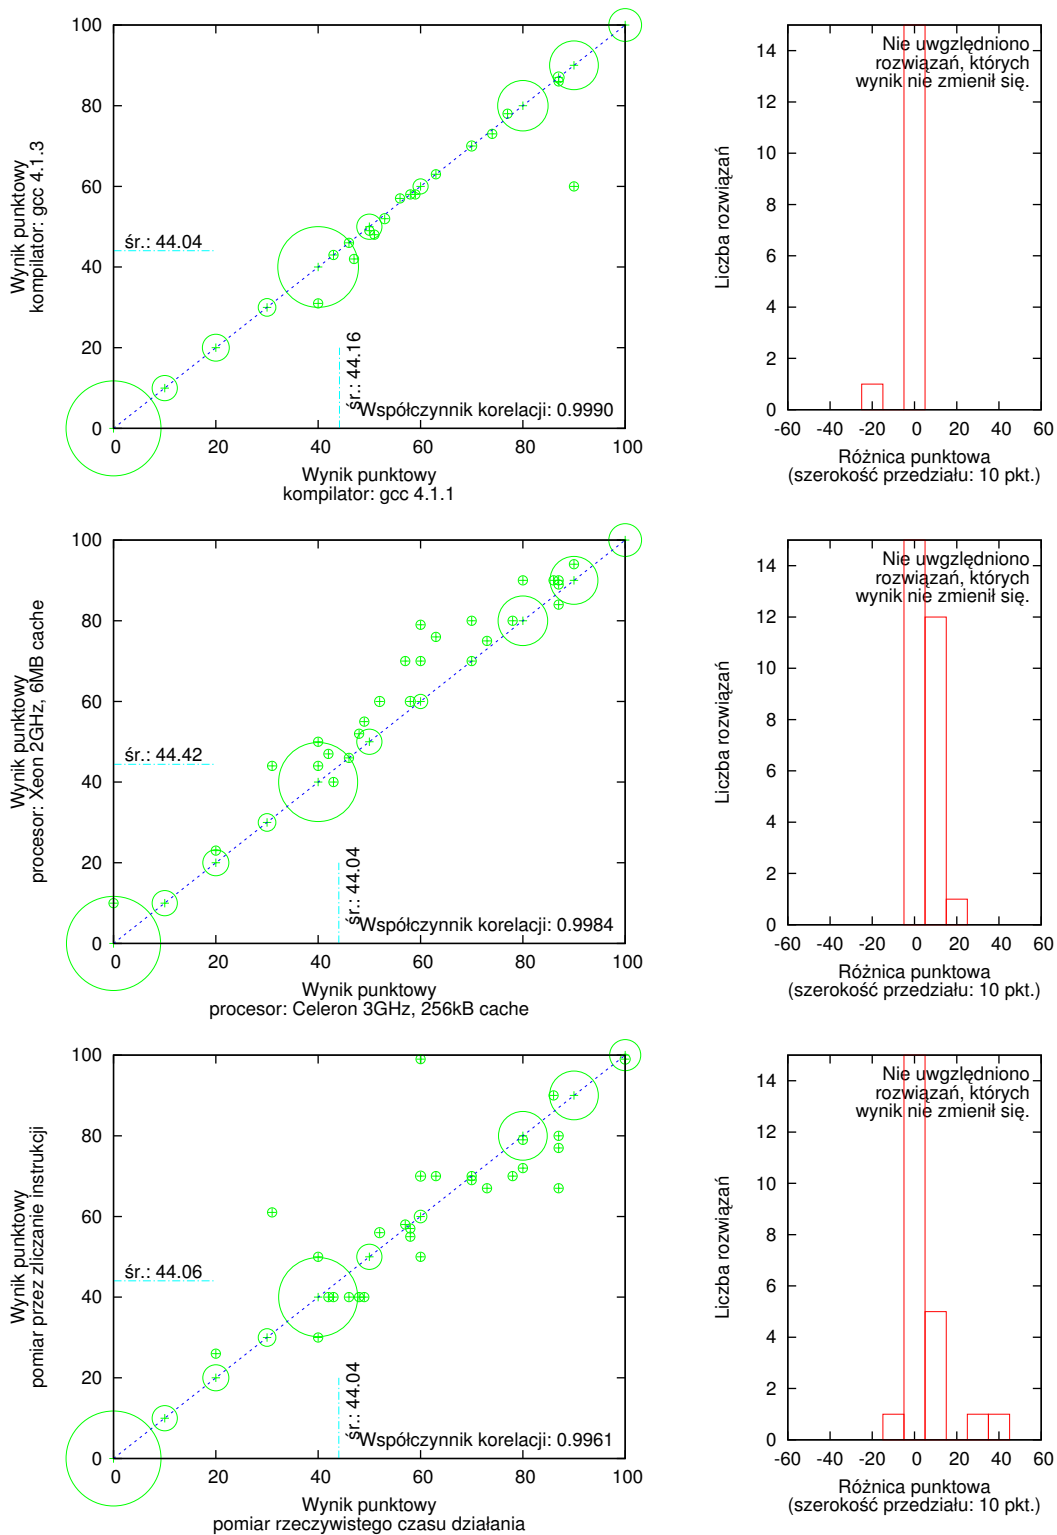 100
80
60
40
20
0
Wynik punktowy
kompilator: gcc 4.1.3
śr.: 44.04
śr.: 44.16
Współczynnik korelacji: 0.9990
0 20 40 60 80 100
Wynik punktowy
kompilator: gcc 4.1.1
14
12
10
8
6
4
2
0
Liczba rozwiązań
Nie uwzględniono
rozwiązań, których
wynik nie zmienił się.
-60 -40 -20 0 20 40 60
Różnica punktowa
(szerokość przedziału: 10 pkt.)
100
80
60
40
20
0
Wynik punktowy
procesor: Xeon 2GHz, 6MB cache
śr.: 44.42
śr.: 44.04
Współczynnik korelacji: 0.9984
0 20 40 60 80 100
Wynik punktowy
procesor: Celeron 3GHz, 256kB cache
14
12
10
8
6
4
2
0
Liczba rozwiązań
Nie uwzględniono
rozwiązań, których
wynik nie zmienił się.
-60 -40 -20 0 20 40 60
Różnica punktowa
(szerokość przedziału: 10 pkt.)
100
80
60
40
20
0
Wynik punktowy
pomiar przez zliczanie instrukcji
śr.: 44.06
śr.: 44.04
Współczynnik korelacji: 0.9961
0 20 40 60 80 100
Wynik punktowy
pomiar rzeczywistego czasu działania
14
12
10
8
6
4
2
0
Liczba rozwiązań
Nie uwzględniono
rozwiązań, których
wynik nie zmienił się.
-60 -40 -20 0 20 40 60
Różnica punktowa
(szerokość przedziału: 10 pkt.)